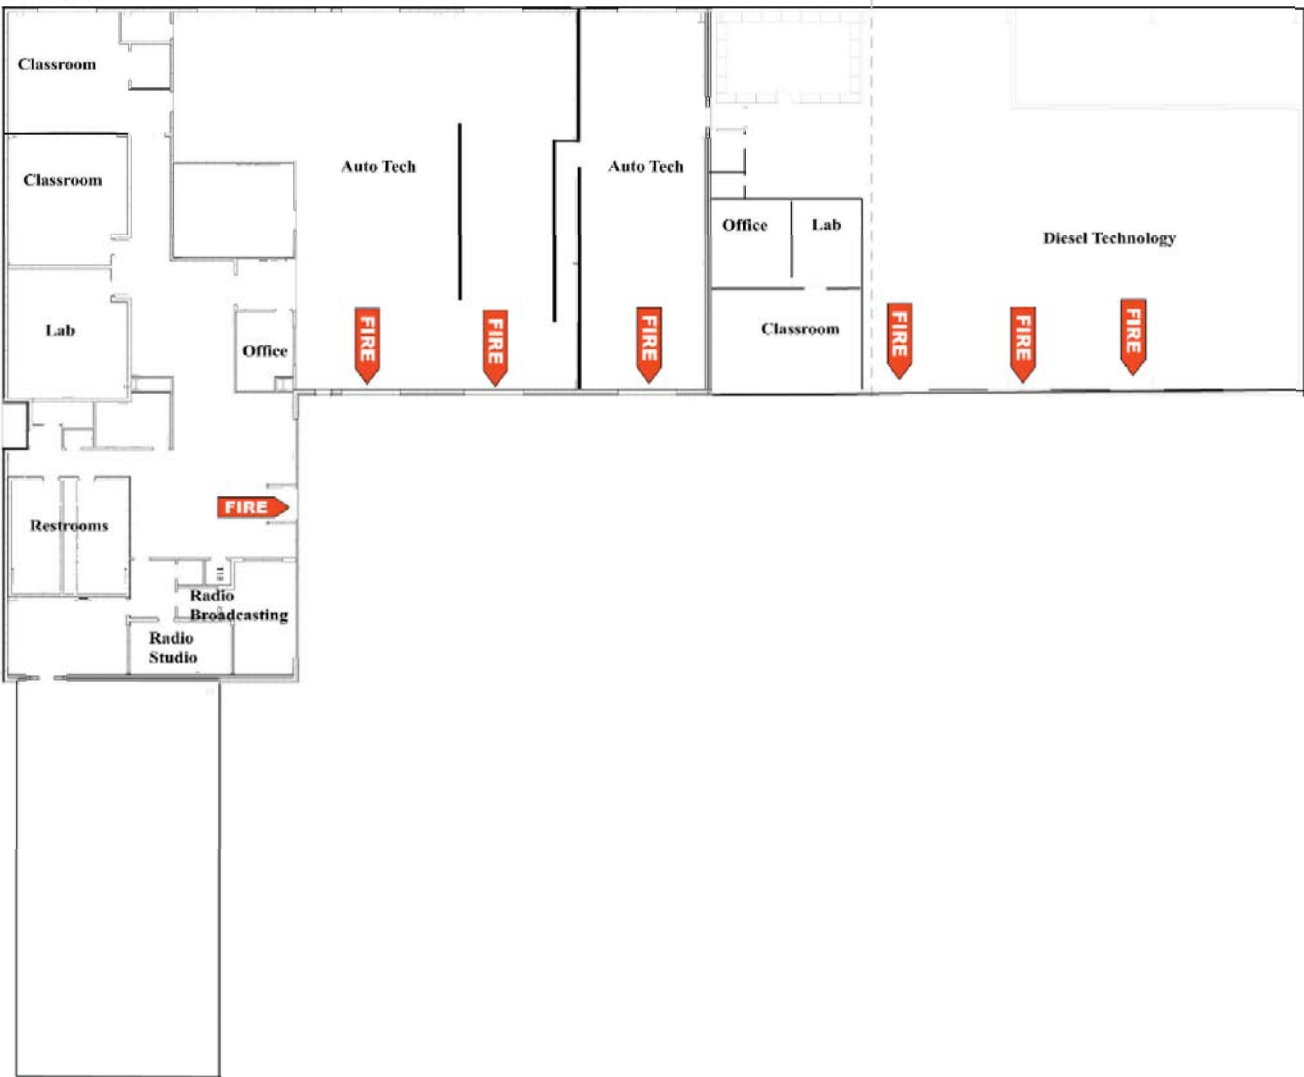 Classroom
Classroom
Auto Tech
Auto Tech
Office
Lab
Diesel Technology
Lab
Office
Classroom
FIRE
FIRE
FIRE
FIRE
FIRE
FIRE
FIRE
Restrooms
Radio
Broadcasting
Radio
Studio